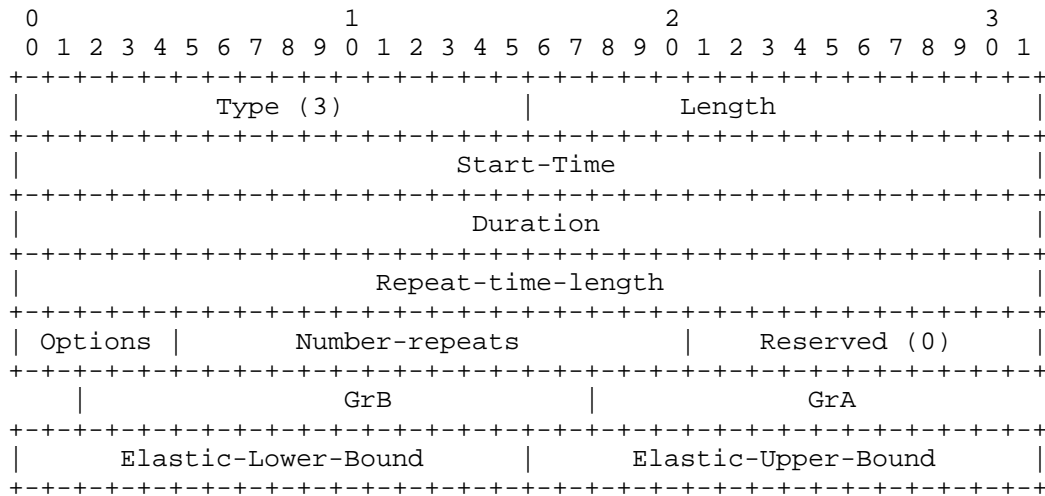 0                   1                   2                   3
 0 1 2 3 4 5 6 7 8 9 0 1 2 3 4 5 6 7 8 9 0 1 2 3 4 5 6 7 8 9 0 1
+-+-+-+-+-+-+-+-+-+-+-+-+-+-+-+-+-+-+-+-+-+-+-+-+-+-+-+-+-+-+-+-+
|            Type (3)           |         Length                |
+-+-+-+-+-+-+-+-+-+-+-+-+-+-+-+-+-+-+-+-+-+-+-+-+-+-+-+-+-+-+-+-+
|                           Start-Time                          |
+-+-+-+-+-+-+-+-+-+-+-+-+-+-+-+-+-+-+-+-+-+-+-+-+-+-+-+-+-+-+-+-+
|                            Duration                           |
+-+-+-+-+-+-+-+-+-+-+-+-+-+-+-+-+-+-+-+-+-+-+-+-+-+-+-+-+-+-+-+-+
|                      Repeat-time-length                       |
+-+-+-+-+-+-+-+-+-+-+-+-+-+-+-+-+-+-+-+-+-+-+-+-+-+-+-+-+-+-+-+-+
| Options |       Number-repeats          |    Reserved (0)     |
+-+-+-+-+-+-+-+-+-+-+-+-+-+-+-+-+-+-+-+-+-+-+-+-+-+-+-+-+-+-+-+-+
    |                GrB            |             GrA
+-+-+-+-+-+-+-+-+-+-+-+-+-+-+-+-+-+-+-+-+-+-+-+-+-+-+-+-+-+-+-+-+
|      Elastic-Lower-Bound      |      Elastic-Upper-Bound      |
+-+-+-+-+-+-+-+-+-+-+-+-+-+-+-+-+-+-+-+-+-+-+-+-+-+-+-+-+-+-+-+-+